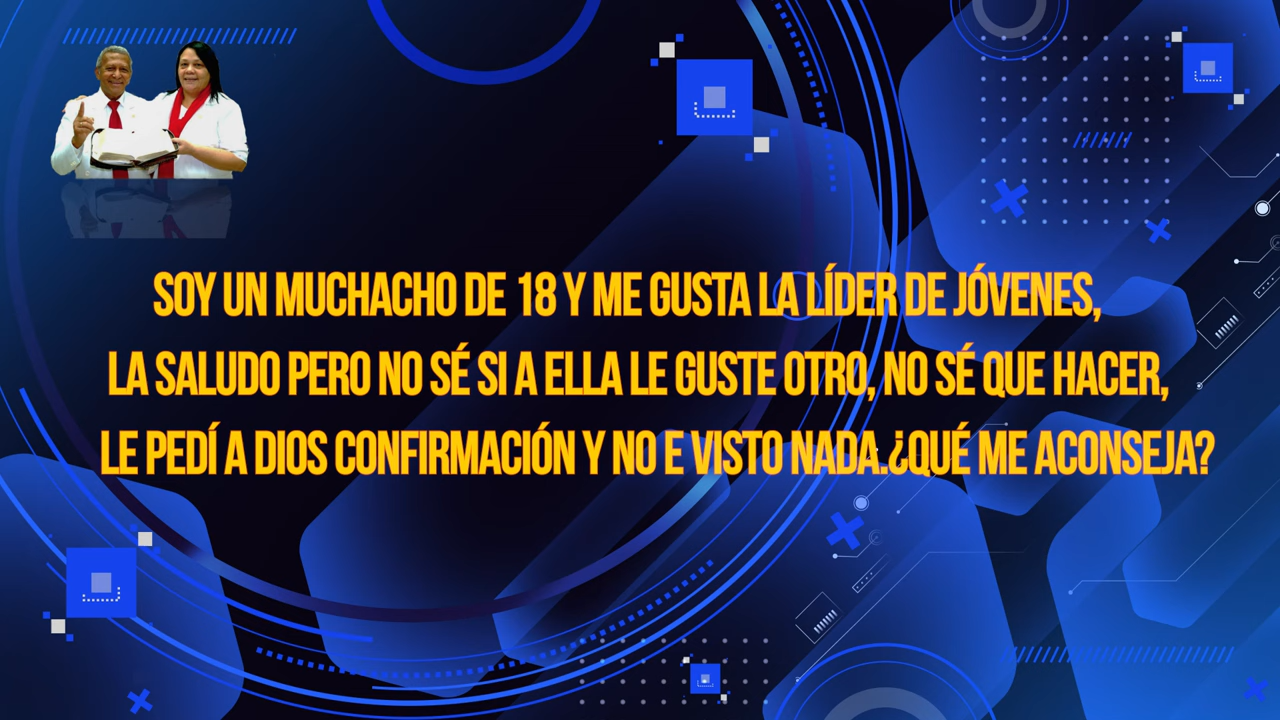 SOY UN MUCHACHO DE 18 Y ME GUSTA LA LÍDER DE JÓVENES,
LA SALUDO PERO NO SÉ SI A ELLA LE GUSTE OTRO, NO SÉ QUE HACER,
LE PEDÍ A DIOS CONFIRMACIÓN Y NO E VISTO NADA.¿QUÉ ME ACONSEJA?